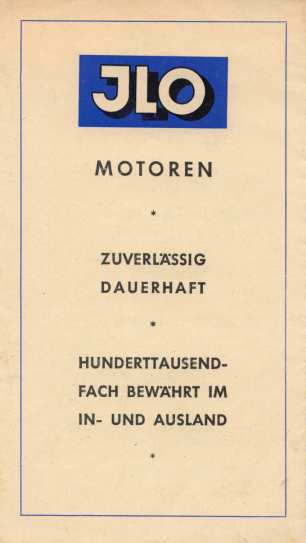 JLO
MOTOREN
*
ZUVERLÄSSIG
DAUERHAFT
*
HUNDERTTAUSEND-
FACH BEWÄHRT IM
IN- UND AUSLAND
*